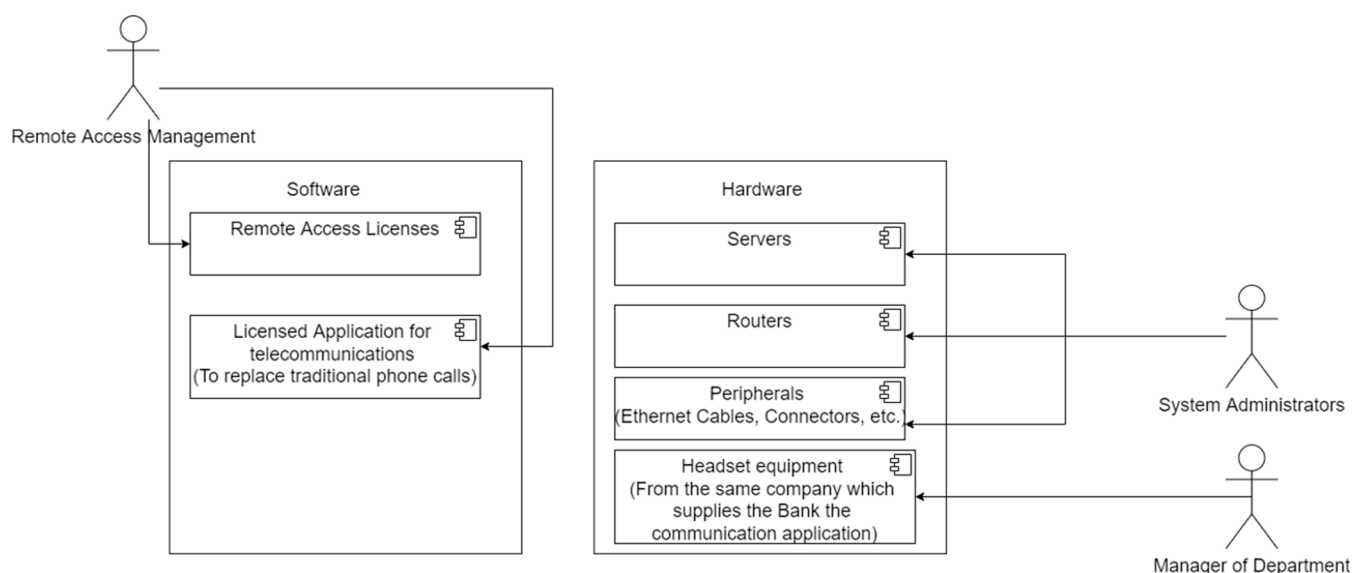 Remote Access Management
Software
Remote Access Licenses
Licensed Application for
telecommunications
(To replace traditional phone calls)
Hardware
Servers
Routers
Peripherals
(Ethernet Cables, Connectors, etc.)
Headset equipment
(From the same company which
supplies the Bank the
communication application)
System Administrators
Manager of Department